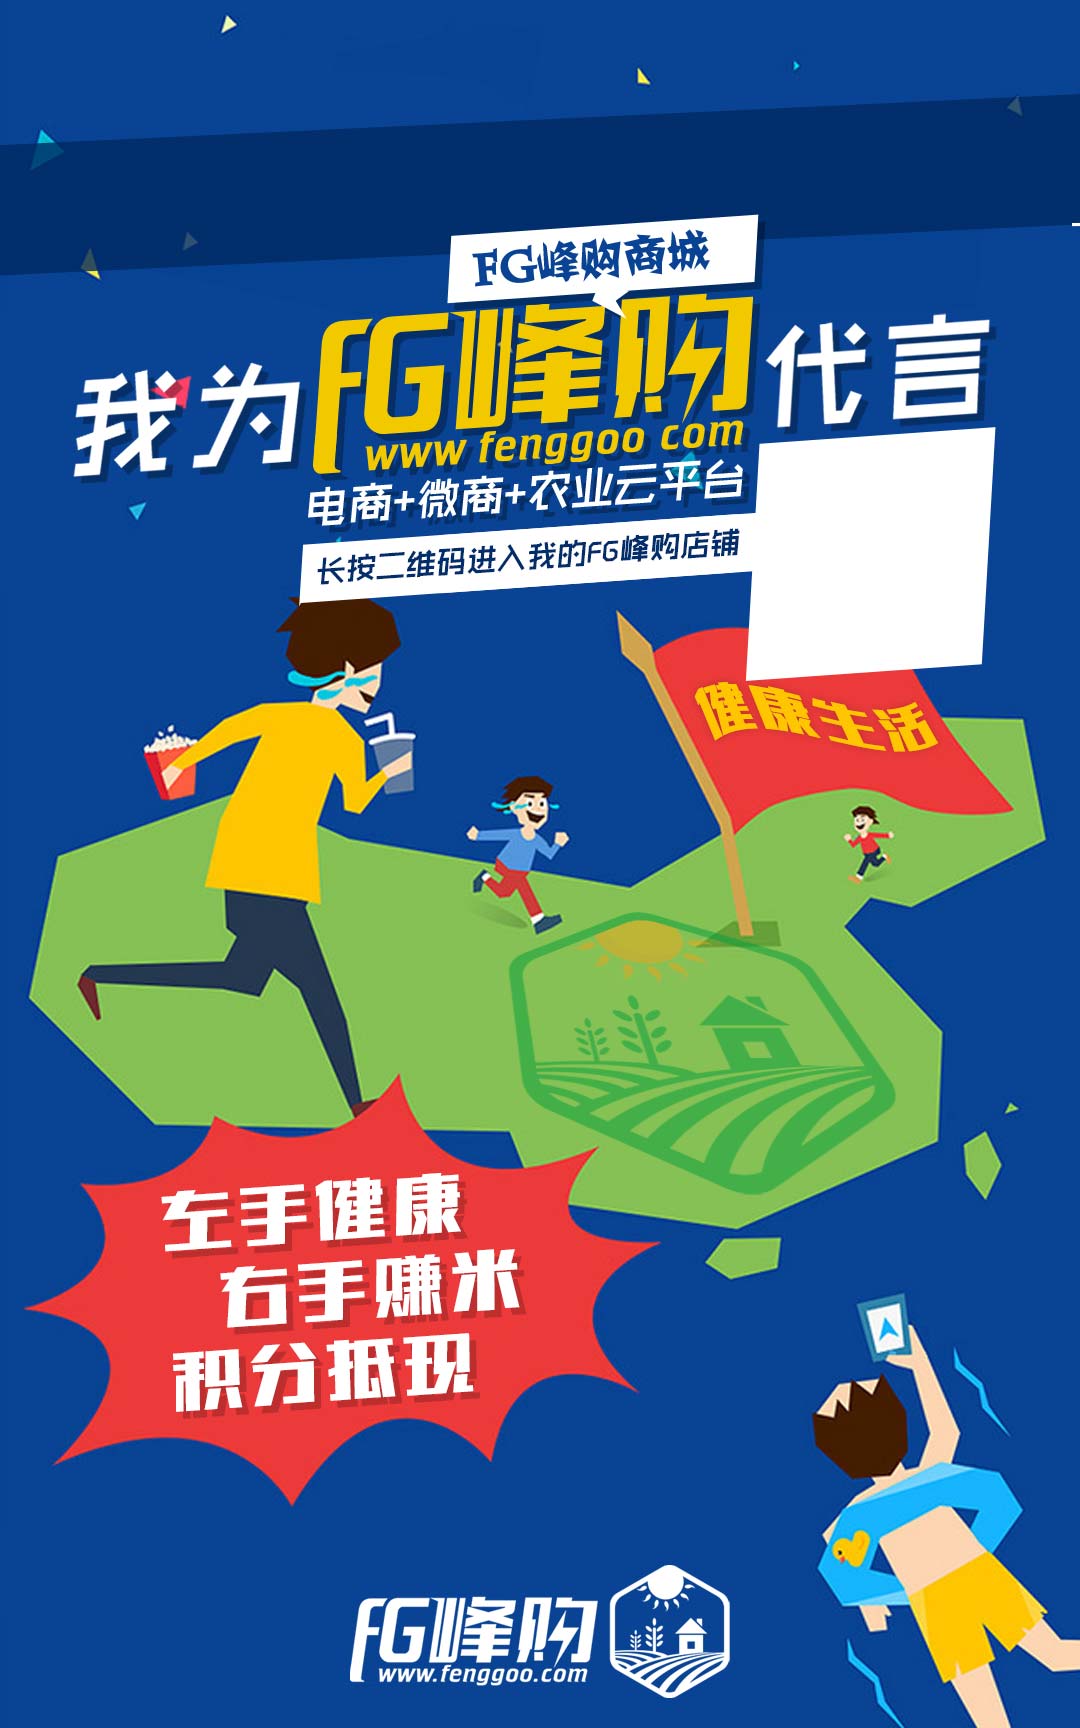 FG峰购商城
我为FG峰购代言
www fenggoo com
电商+微商+农业云平台
长按二维码进入我的FG峰购店铺
健康生活
左手健康
右手赚米
积分抵现
FG峰购
www.fenggoo.com